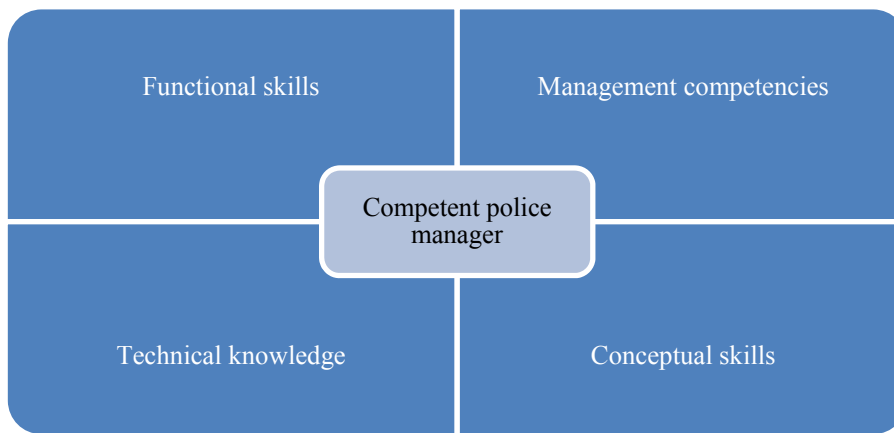 Functional skills
Management competencies
Competent police
manager
Technical knowledge
Conceptual skills